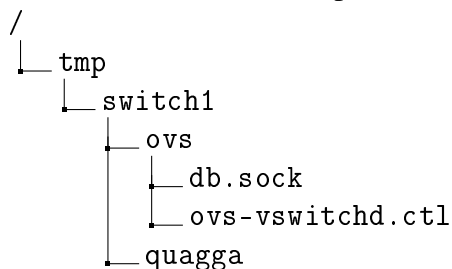 /
tmp
switch1
ovs
db.sock
ovs-vswitchd.ctl
quagga